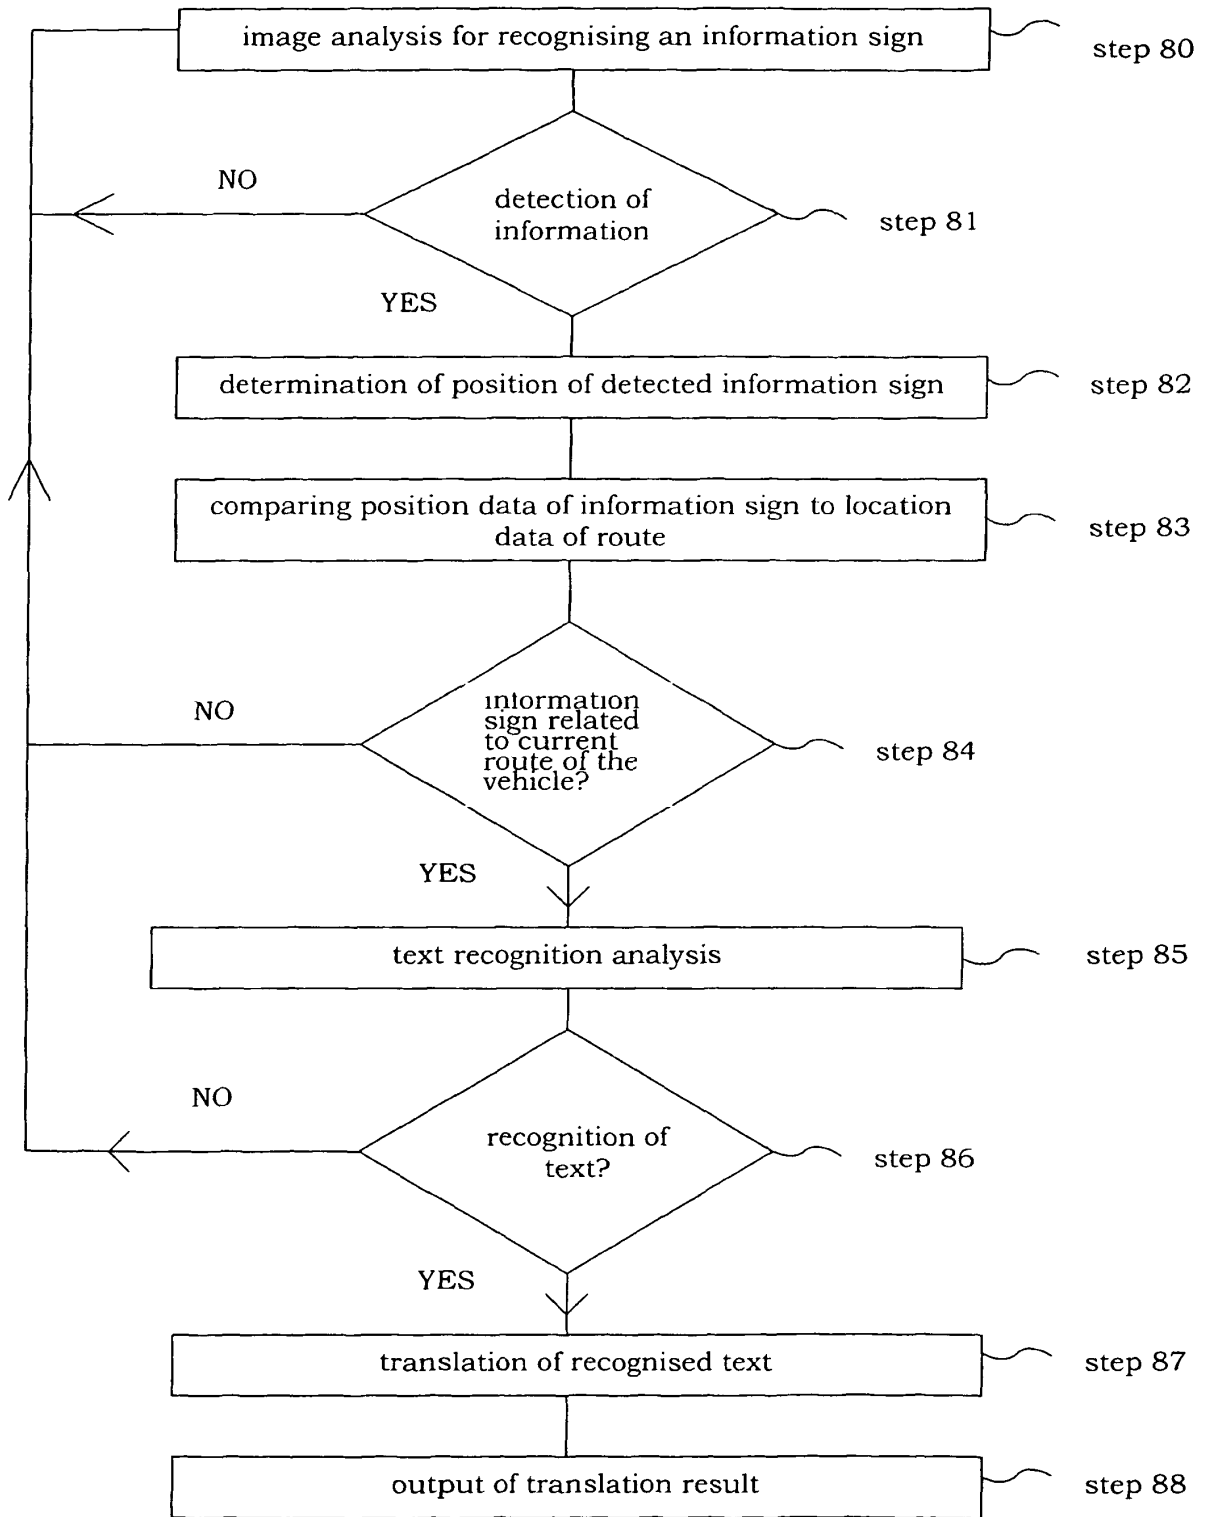 image analysis for recognising an information sign
step 80
NO
detection of
information
step 81
YES
determination of position of detected information sign
step 82
comparing position data of information sign to location
data of route
step 83
NO
information
sign related
to current
route of the
vehicle?
step 84
YES
text recognition analysis
step 85
NO
recognition of
text?
step 86
YES
translation of recognised text
step 87
output of translation result
step 88